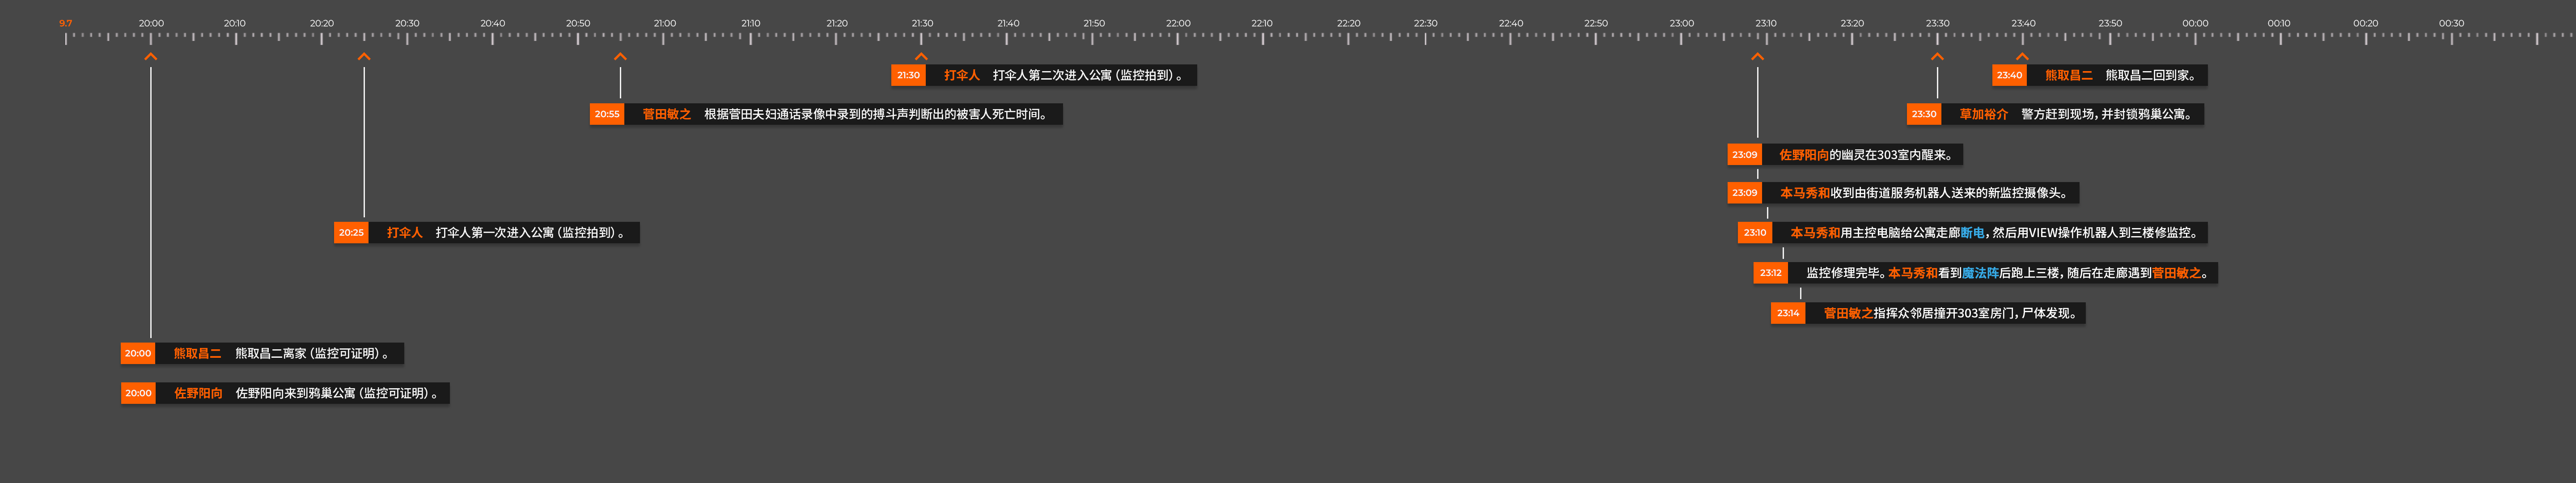 9.7 20:00 20:10 20:20 20:30 20:40 20:50 21:00 21:10 21:20 21:30 21:40 21:50 22:00 22:10 22:20 22:30 22:40 22:50 23:00 23:10 23:20 23:30 23:40 23:50 00:00 00:10 00:20 00:30
21:30 打伞人 打伞人第二次进入公寓（监控拍到）。
23:40 熊取昌二 熊取昌二回到家。
20:55 菅田敏之 根据菅田夫妇通话录像中录到的搏斗声判断出的被害人死亡时间。
23:30 草加裕介 警方赶到现场，并封锁鸦巢公寓。
23:09 佐野阳向的幽灵在303室内醒来。
23:09 本马秀和收到由街道服务机器人送来的新监控摄像头。
20:25 打伞人 打伞人第一次进入公寓（监控拍到）。
23:10 本马秀和用主控电脑给公寓走廊断电，然后用VIEW操作机器人到三楼修监控。
23:12 监控修理完毕。本马秀和看到魔法阵后跑上三楼，随后在走廊遇到菅田敏之。
23:14 菅田敏之指挥众邻居撞开303室房门，尸体发现。
20:00 熊取昌二 熊取昌二离家（监控可证明）。
20:00 佐野阳向 佐野阳向来到鸦巢公寓（监控可证明）。